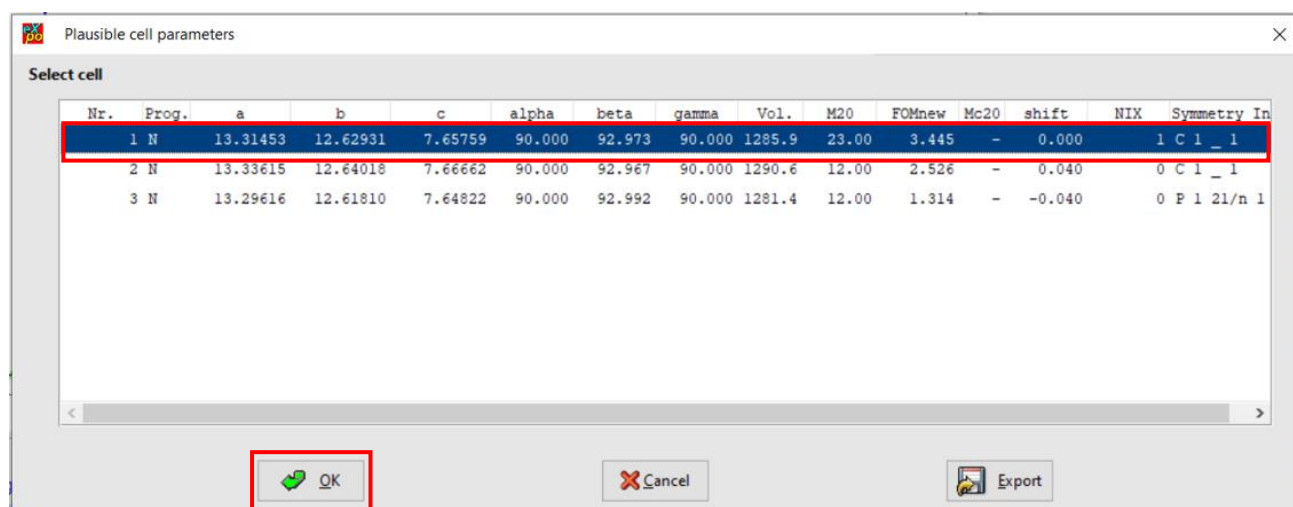 Plausible cell parameters
Select cell
Nr. Prog. a b c alpha beta gamma Vol. M20 FOMnew Mc20 shift NIX Symmetry In
1 N 13.31453 12.62931 7.65759 90.000 92.973 90.000 1285.9 23.00 3.445 - 0.000 1 C 1 _ 1
2 N 13.33615 12.64018 7.66662 90.000 92.967 90.000 1290.6 12.00 2.526 - 0.040 0 C 1 _ 1
3 N 13.29616 12.61810 7.64822 90.000 92.992 90.000 1281.4 12.00 1.314 - -0.040 0 P 1 21/n 1
OK Cancel Export